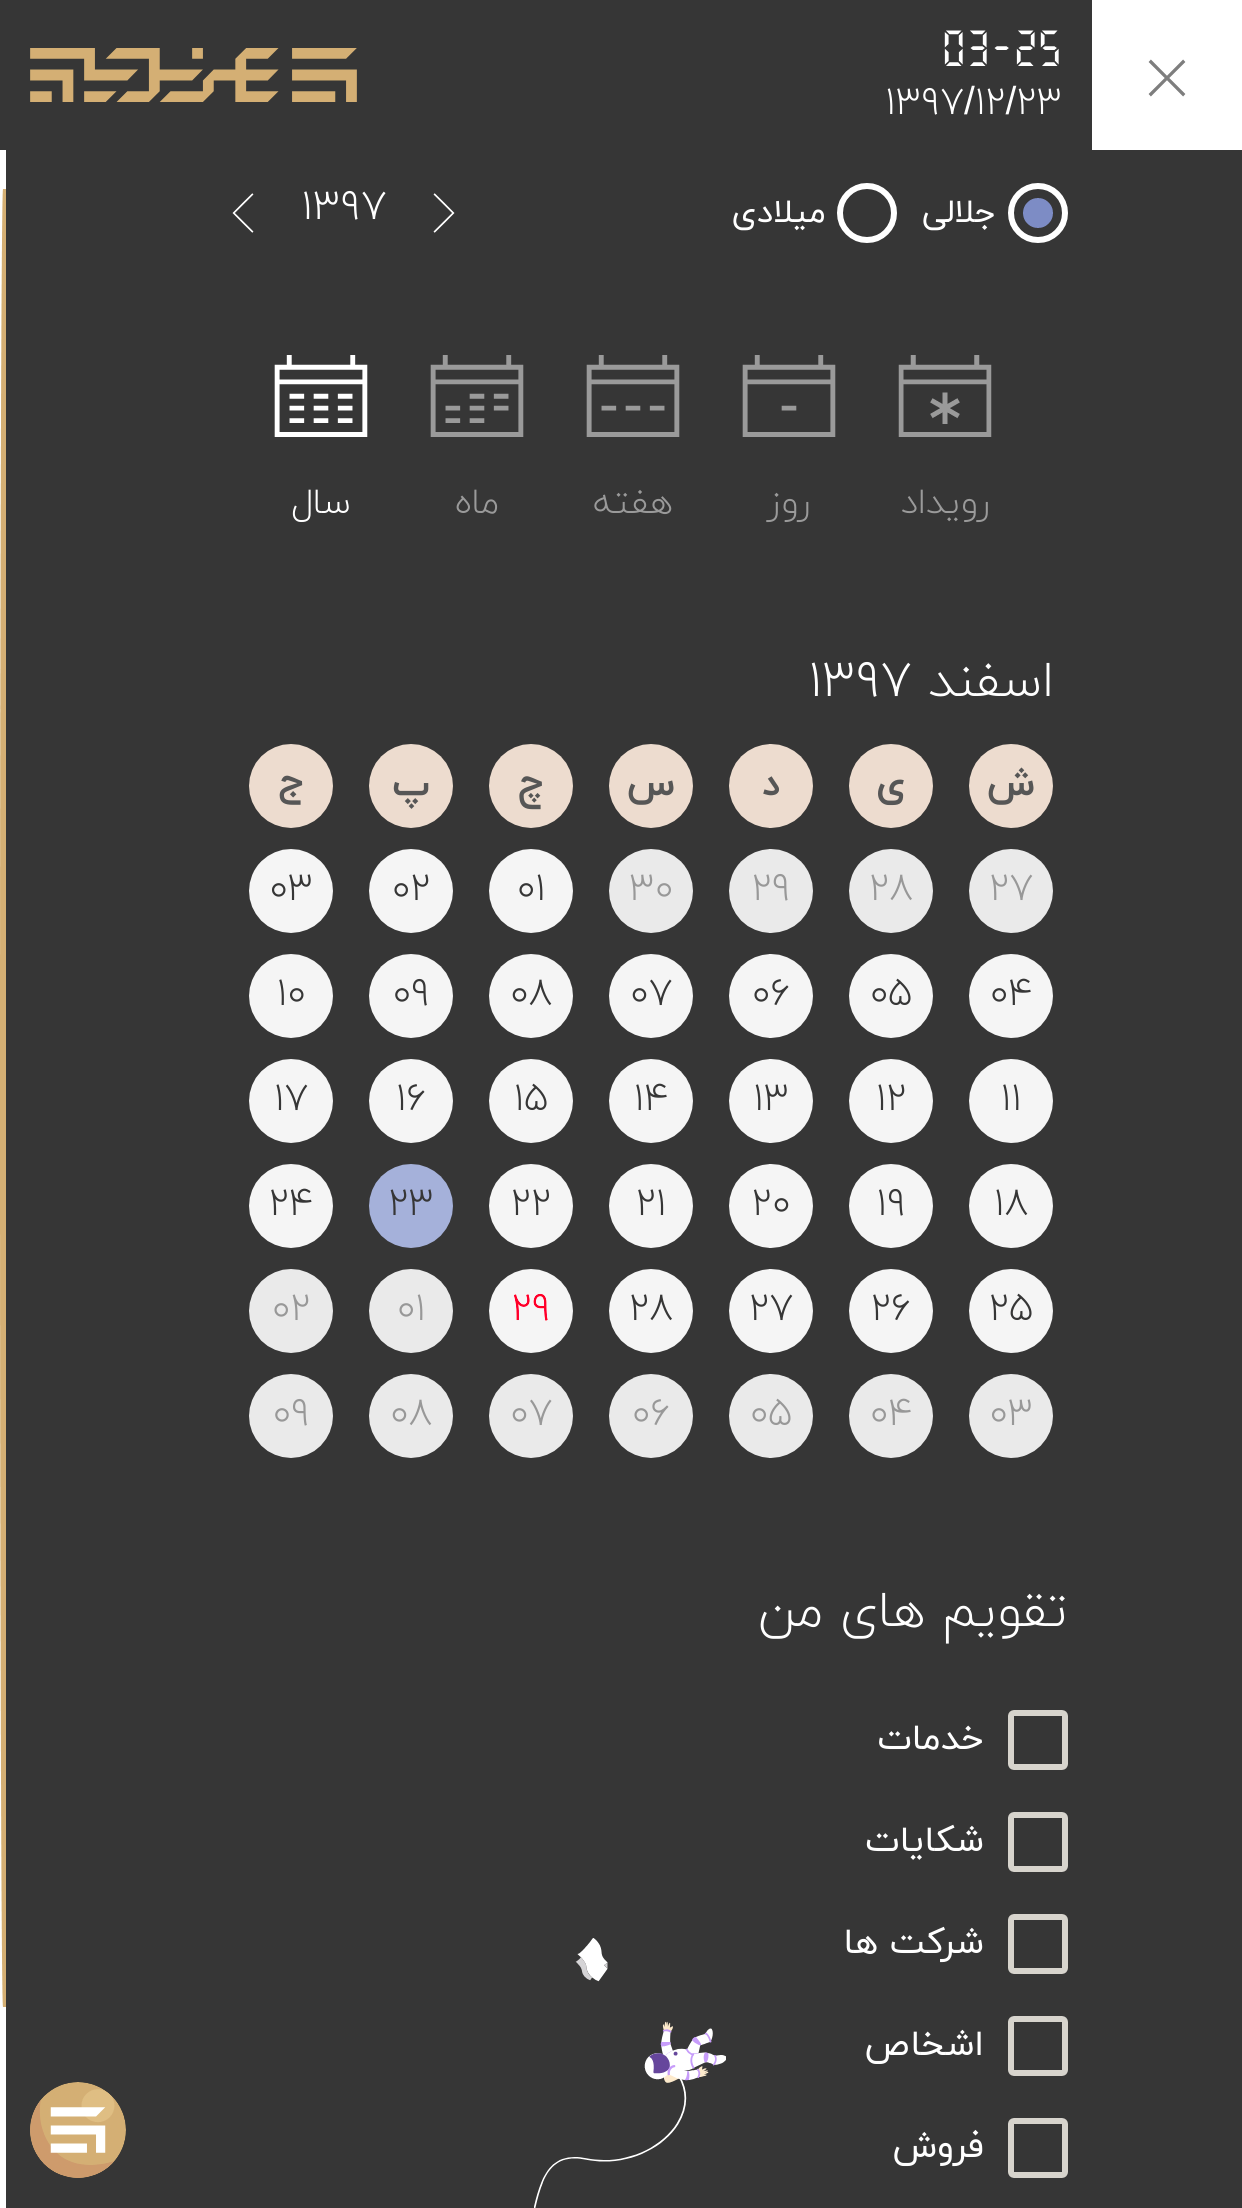 03-25
۱۳۹۷/۱۲/۲۳
جلالی
میلادی
۱۳۹۷
رویداد
روز
هفته
ماه
سال
اسفند ۱۳۹۷
ش ی د س چ پ ج
۲۷ ۲۸ ۲۹ ۳۰ ۰۱ ۰۲ ۰۳
۰۴ ۰۵ ۰۶ ۰۷ ۰۸ ۰۹ ۱۰
۱۱ ۱۲ ۱۳ ۱۴ ۱۵ ۱۶ ۱۷
۱۸ ۱۹ ۲۰ ۲۱ ۲۲ ۲۳ ۲۴
۲۵ ۲۶ ۲۷ ۲۸ ۲۹ ۰۱ ۰۲
۰۳ ۰۴ ۰۵ ۰۶ ۰۷ ۰۸ ۰۹
تقویم های من
خدمات
شکایات
شرکت ها
اشخاص
فروش